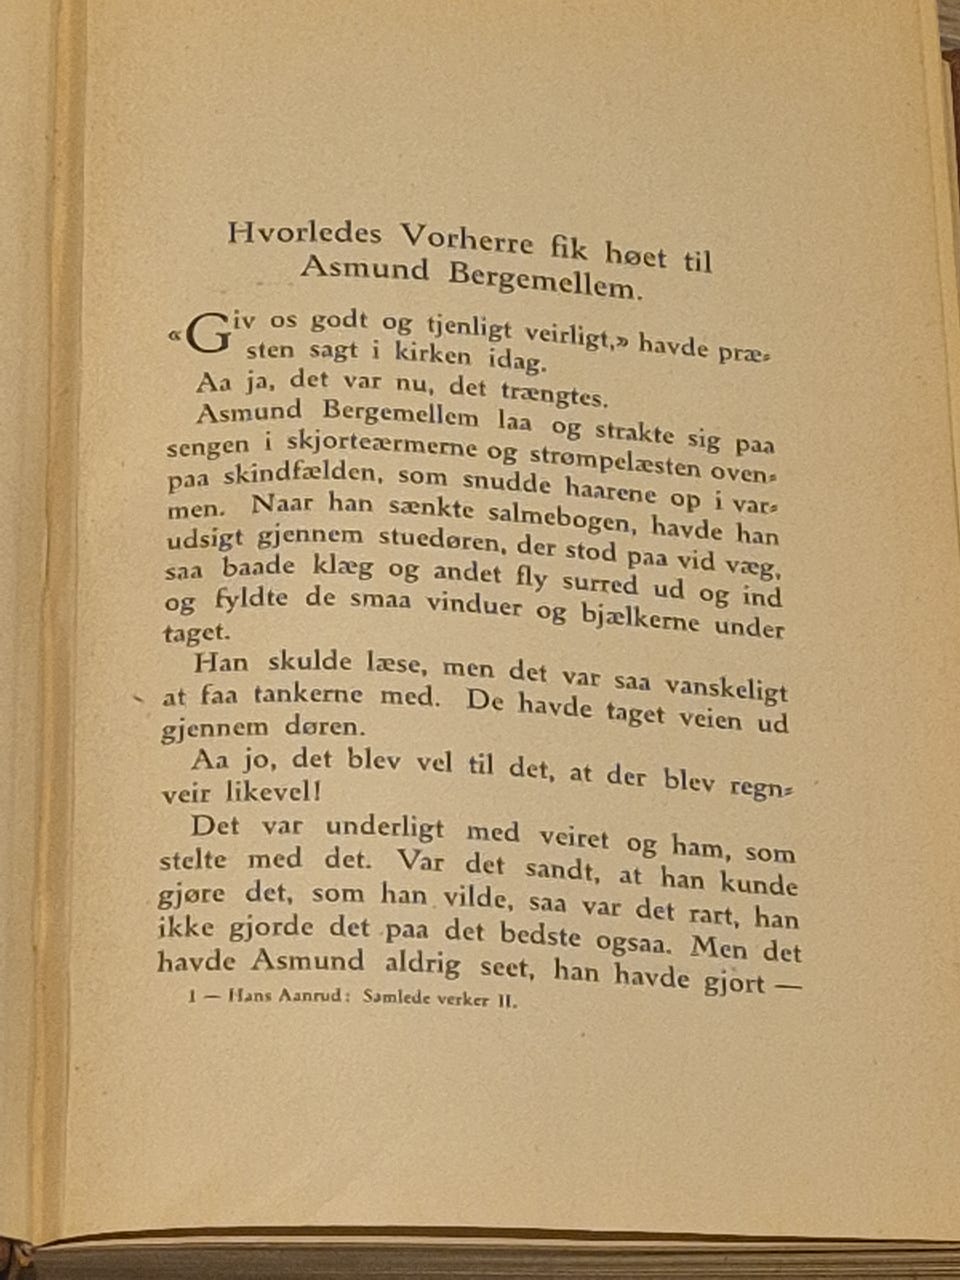 Hvorledes Vorherre fik høet til
Asmund Bergemellem.
«Giv os godt og tjenligt veirligt,» havde præ-
sten sagt i kirken idag.
Aa ja, det var nu, det trængtes.
Asmund Bergemellem laa og strakte sig paa
sengen i skjorteærmerne og strømpelæsten oven-
paa skindfælden, som snudde haarene op i var-
men. Naar han sænkte salmebogen, havde han
udsigt gjennem stuedøren, der stod paa vid væg,
saa baade klæg og andet fly surred ud og ind
og fyldte de smaa vinduer og bjælkerne under
taget.
Han skulde læse, men det var saa vanskeligt
at faa tankerne med. De havde taget veien ud
gjennem døren.
Aa jo, det blev vel til det, at der blev regn-
veir likevel!
Det var underligt med veiret og ham, som
stelte med det. Var det sandt, at han kunde
gjøre det, som han vilde, saa var det rart, han
ikke gjorde det paa det bedste ogsaa. Men det
havde Asmund aldrig seet, han havde gjort —
1 — Hans Aanrud: Samlede verker II.